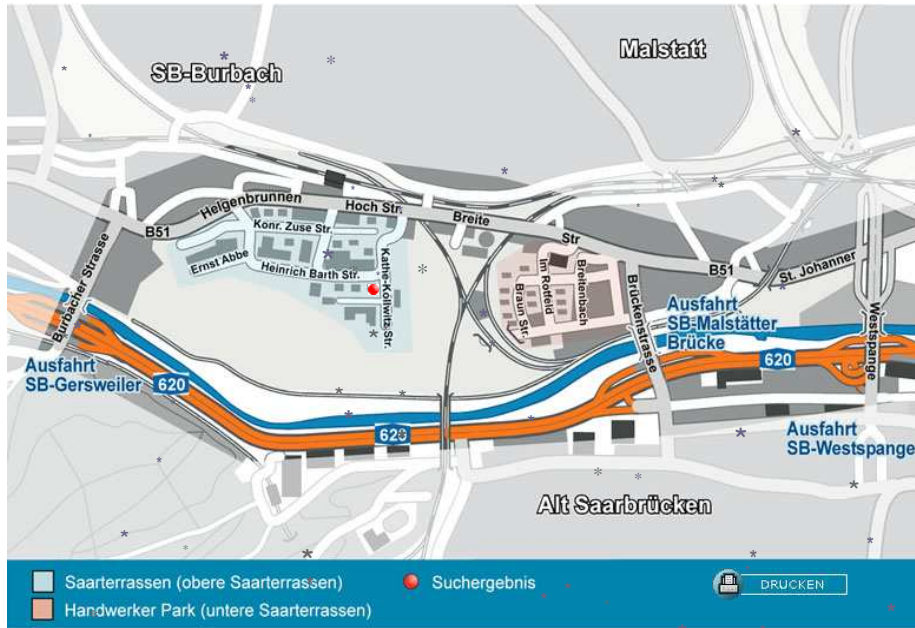 Malstatt
SB-Burbach
Helgenbrunnen
Hoch Str.
Breite
Str
B51
Konr. Zuse Str.
Ernst Abbe
Heinrich Barth Str.
Kathe-Kollwitz-Str.
Burbacher Strasse
Braun Str.
Im Rotfeld
Breitenbach
Brückenstrasse
B51
St. Johanner
Westspange
Ausfahrt
SB-Malstätter
Brücke
Ausfahrt
SB-Gersweiler
620
620
620
Ausfahrt
SB-Westspange
Alt Saarbrücken
Saarterrassen (obere Saarterrassen)
Suchergebnis
DRUCKEN
Handwerker Park (untere Saarterrassen)